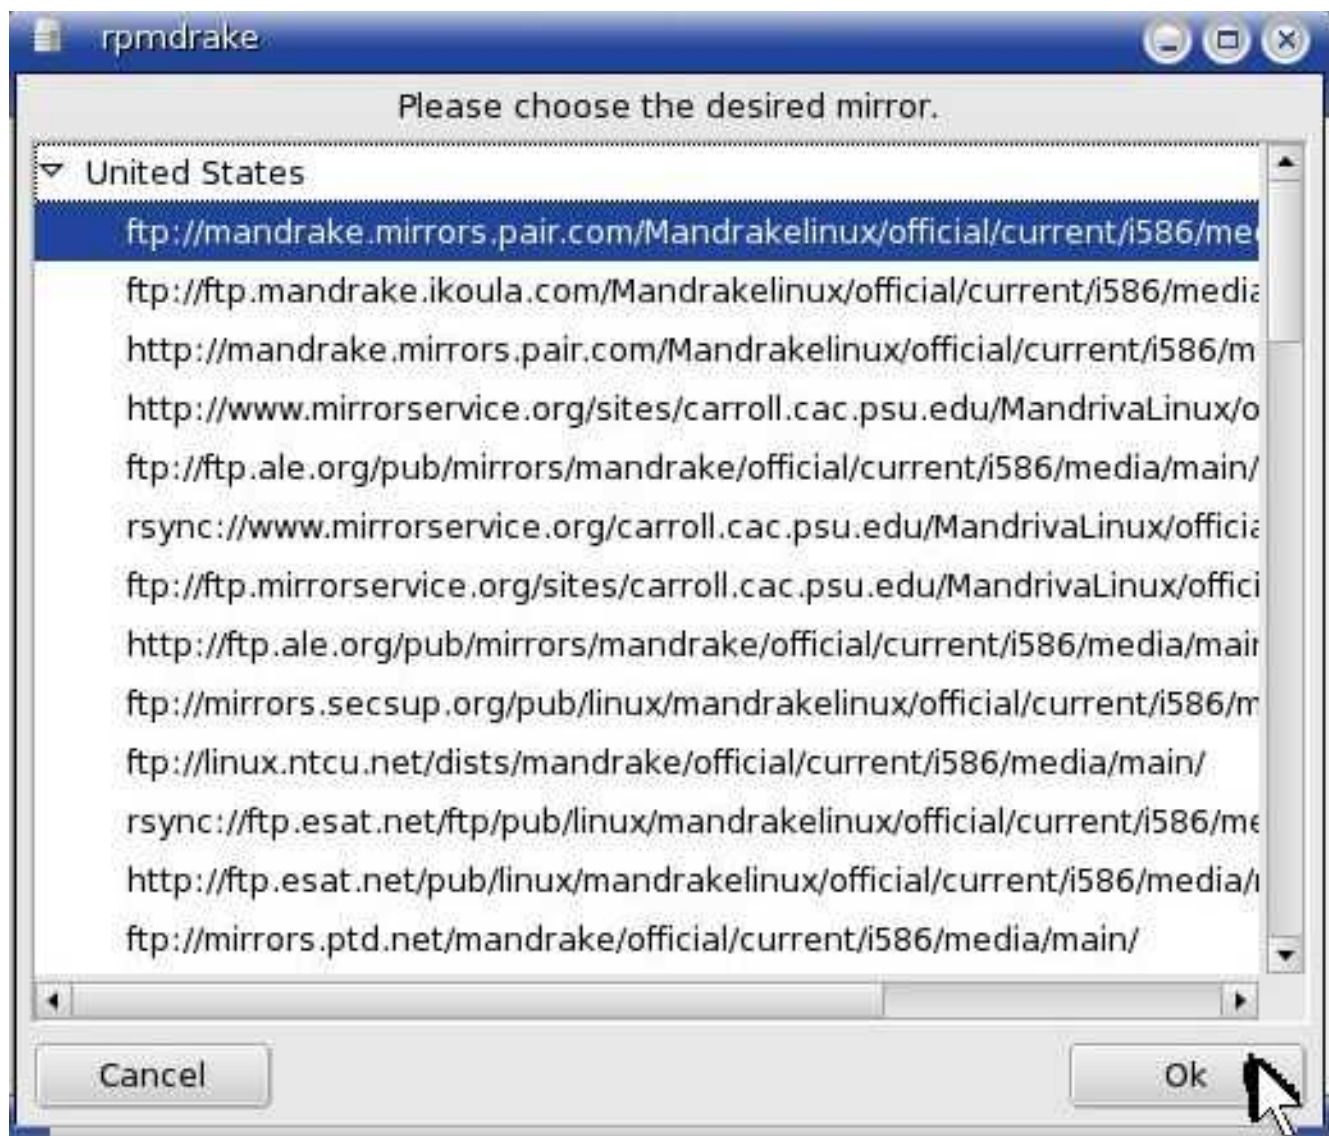 rpmdrake
Please choose the desired mirror.
United States
ftp://mandrake.mirrors.pair.com/Mandrakelinux/official/current/i586/me
ftp://ftp.mandrake.ikoula.com/Mandrakelinux/official/current/i586/media
http://mandrake.mirrors.pair.com/Mandrakelinux/official/current/i586/m
http://www.mirrorservice.org/sites/carroll.cac.psu.edu/MandrivaLinux/o
ftp://ftp.ale.org/pub/mirrors/mandrake/official/current/i586/media/main/
rsync://www.mirrorservice.org/carroll.cac.psu.edu/MandrivaLinux/officia
ftp://ftp.mirrorservice.org/sites/carroll.cac.psu.edu/MandrivaLinux/offici
http://ftp.ale.org/pub/mirrors/mandrake/official/current/i586/media/mai
ftp://mirrors.secsup.org/pub/linux/mandrakelinux/official/current/i586/m
ftp://linux.ntcu.net/dists/mandrake/official/current/i586/media/main/
rsync://ftp.esat.net/ftp/pub/linux/mandrakelinux/official/current/i586/me
http://ftp.esat.net/pub/linux/mandrakelinux/official/current/i586/media/
ftp://mirrors.ptd.net/mandrake/official/current/i586/media/main/
Cancel
Ok